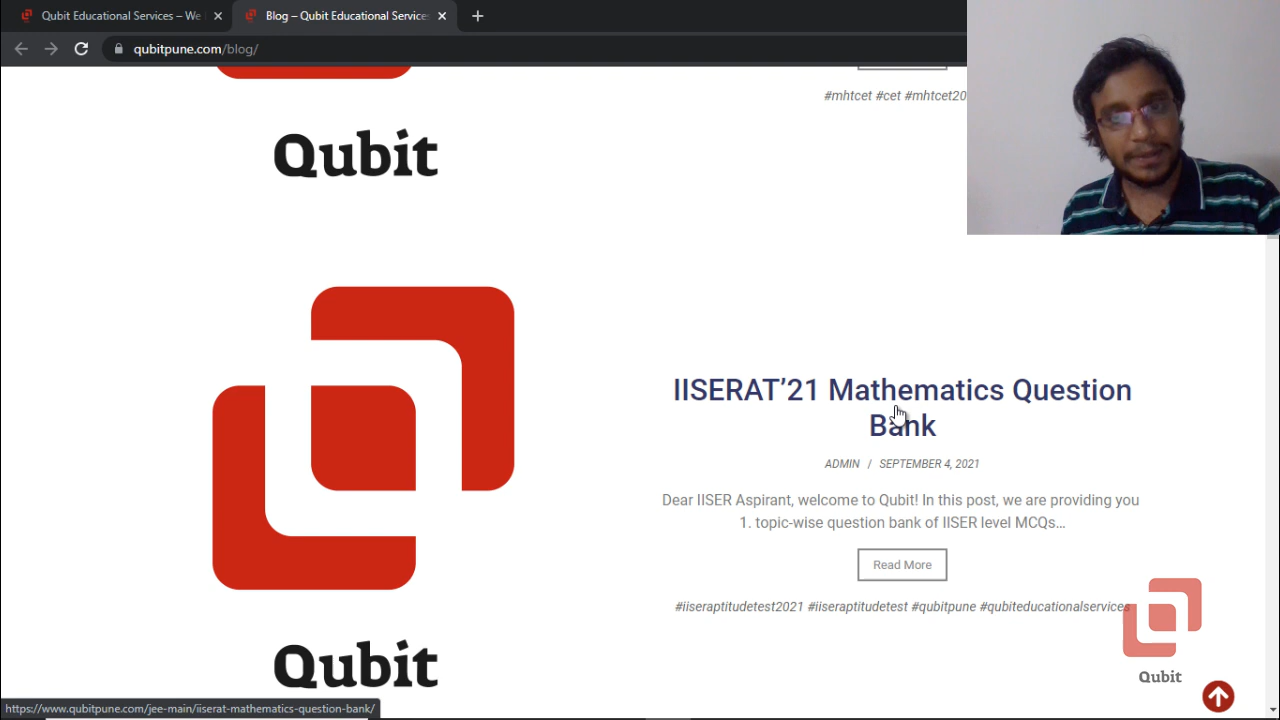 Qubit Educational Services – We
Blog – Qubit Educational Services
qubitpune.com/blog/
#mhtcet #cet
Qubit
IISERAT’21 Mathematics Question
Bank
ADMIN / SEPTEMBER 4, 2021
Dear IISER Aspirant, welcome to Qubit! In this post, we are providing you
1. topic-wise question bank of IISER level MCQs…
Read More
#iiseraptitudetest2021 #iiseraptitudetest #qubitpune #qubiteducationalservices
Qubit
Qubit
https://www.qubitpune.com/jee-main/iiserat-mathematics-question-bank/